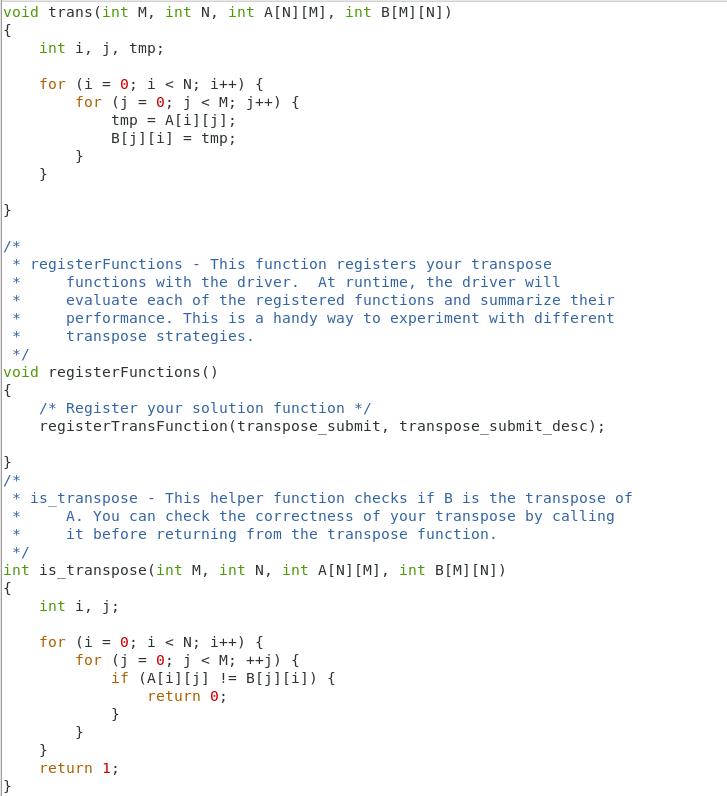 void trans(int M, int N, int A[N][M], int B[M][N])
{
    int i, j, tmp;

    for (i = 0; i < N; i++) {
        for (j = 0; j < M; j++) {
            tmp = A[i][j];
            B[j][i] = tmp;
        }
    }

}

/*
 * registerFunctions - This function registers your transpose
 *     functions with the driver.  At runtime, the driver will
 *     evaluate each of the registered functions and summarize their
 *     performance. This is a handy way to experiment with different
 *     transpose strategies.
 */
void registerFunctions()
{
    /* Register your solution function */
    registerTransFunction(transpose_submit, transpose_submit_desc);

}
/*
 * is_transpose - This helper function checks if B is the transpose of
 *     A. You can check the correctness of your transpose by calling
 *     it before returning from the transpose function.
 */
int is_transpose(int M, int N, int A[N][M], int B[M][N])
{
    int i, j;

    for (i = 0; i < N; i++) {
        for (j = 0; j < M; ++j) {
            if (A[i][j] != B[j][i]) {
                return 0;
            }
        }
    }
    return 1;
}